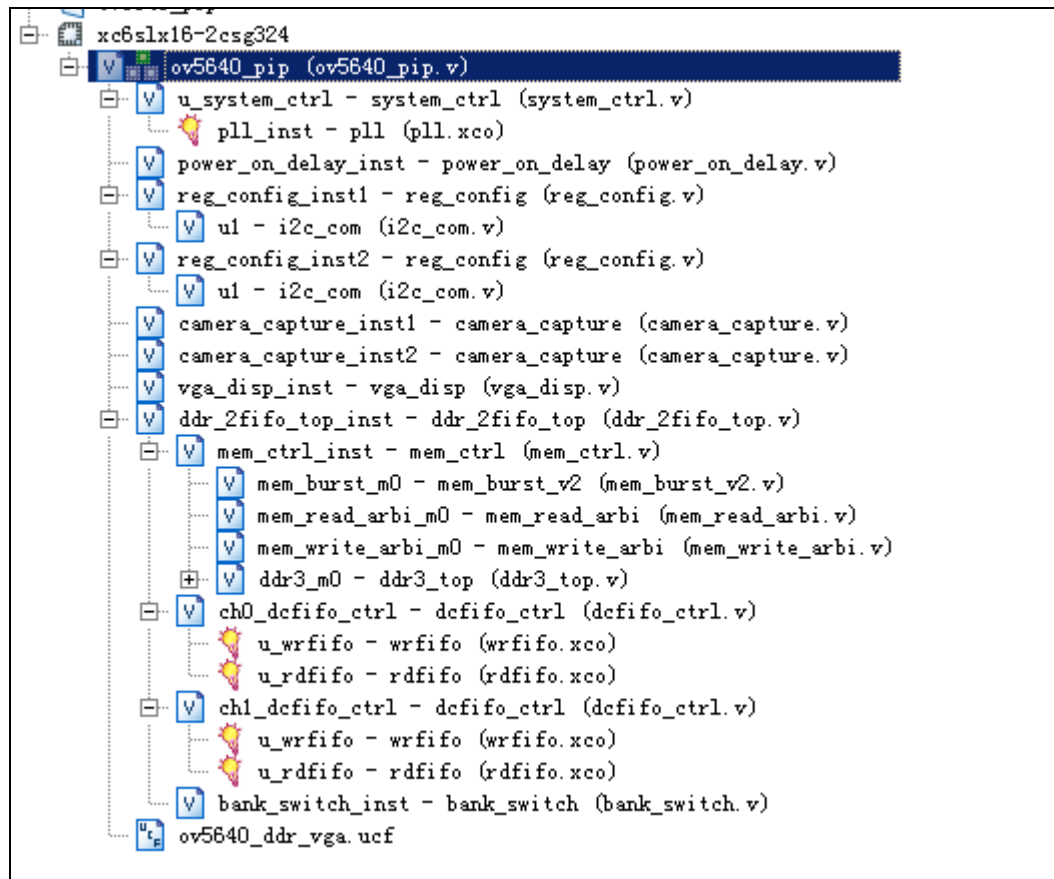 xc6slx16-2csg324
ov5640_pip (ov5640_pip.v)
u_system_ctrl - system_ctrl (system_ctrl.v)
pll_inst - pll (pll.xco)
power_on_delay_inst - power_on_delay (power_on_delay.v)
reg_config_inst1 - reg_config (reg_config.v)
u1 - i2c_com (i2c_com.v)
reg_config_inst2 - reg_config (reg_config.v)
u1 - i2c_com (i2c_com.v)
camera_capture_inst1 - camera_capture (camera_capture.v)
camera_capture_inst2 - camera_capture (camera_capture.v)
vga_disp_inst - vga_disp (vga_disp.v)
ddr_2fifo_top_inst - ddr_2fifo_top (ddr_2fifo_top.v)
mem_ctrl_inst - mem_ctrl (mem_ctrl.v)
mem_burst_m0 - mem_burst_v2 (mem_burst_v2.v)
mem_read_arbi_m0 - mem_read_arbi (mem_read_arbi.v)
mem_write_arbi_m0 - mem_write_arbi (mem_write_arbi.v)
ddr3_m0 - ddr3_top (ddr3_top.v)
ch0_dcfifo_ctrl - dcfifo_ctrl (dcfifo_ctrl.v)
u_wrfifo - wrfifo (wrfifo.xco)
u_rdfifo - rdfifo (rdfifo.xco)
ch1_dcfifo_ctrl - dcfifo_ctrl (dcfifo_ctrl.v)
u_wrfifo - wrfifo (wrfifo.xco)
u_rdfifo - rdfifo (rdfifo.xco)
bank_switch_inst - bank_switch (bank_switch.v)
ov5640_ddr_vga.ucf